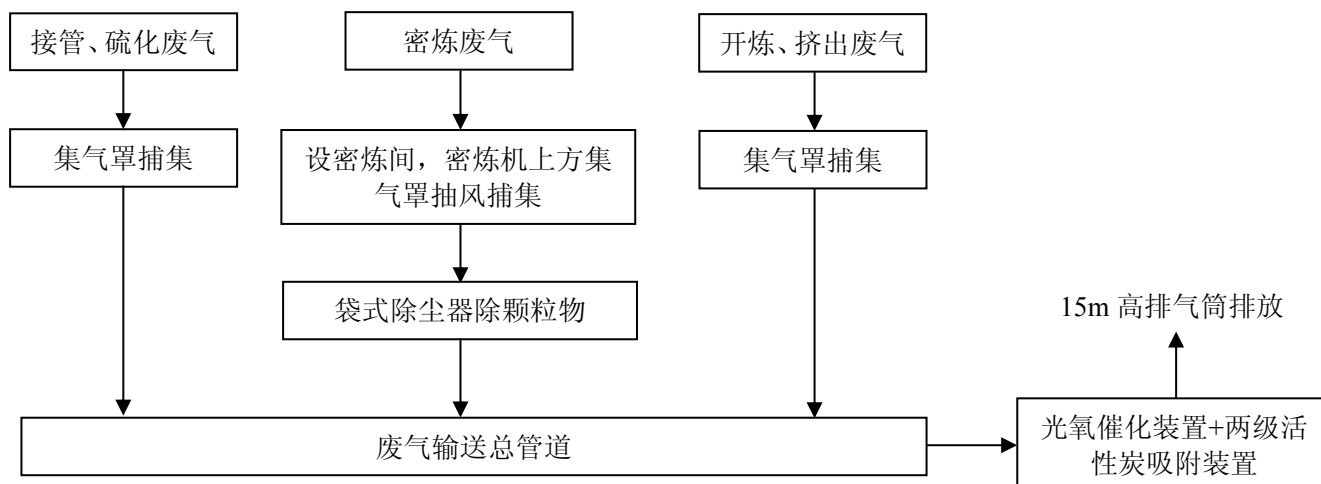 接管、硫化废气
密炼废气
开炼、挤出废气
集气罩捕集
设密炼间，密炼机上方集
气罩抽风捕集
集气罩捕集
袋式除尘器除颗粒物
15m 高排气筒排放
废气输送总管道
光氧催化装置+两级活
性炭吸附装置